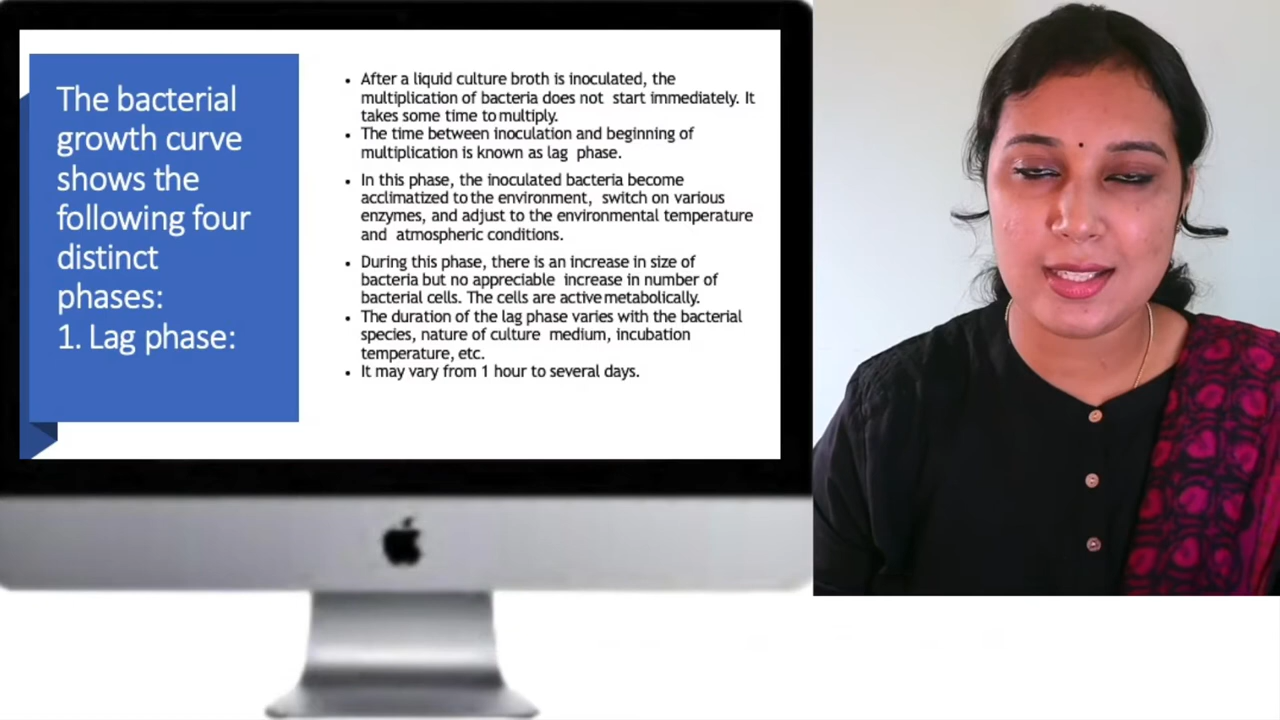 The bacterial
growth curve
shows the
following four
distinct
phases:
1. Lag phase:
• After a liquid culture broth is inoculated, the
multiplication of bacteria does not start immediately. It
takes some time to multiply.
• The time between inoculation and beginning of
multiplication is known as lag phase.
• In this phase, the inoculated bacteria become
acclimatized to the environment, switch on various
enzymes, and adjust to the environmental temperature
and atmospheric conditions.
• During this phase, there is an increase in size of
bacteria but no appreciable increase in number of
bacterial cells. The cells are active metabolically.
• The duration of the lag phase varies with the bacterial
species, nature of culture medium, incubation
temperature, etc.
• It may vary from 1 hour to several days.